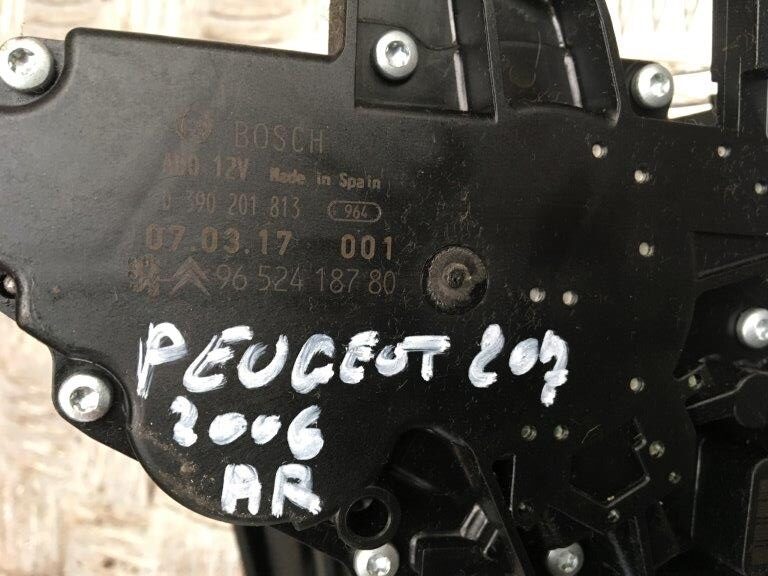 BOSCH
12V Made in Spain
0 390 201 813 964
07.03.17 001
96 524 187 80
PEUGEOT 207
2006
AR